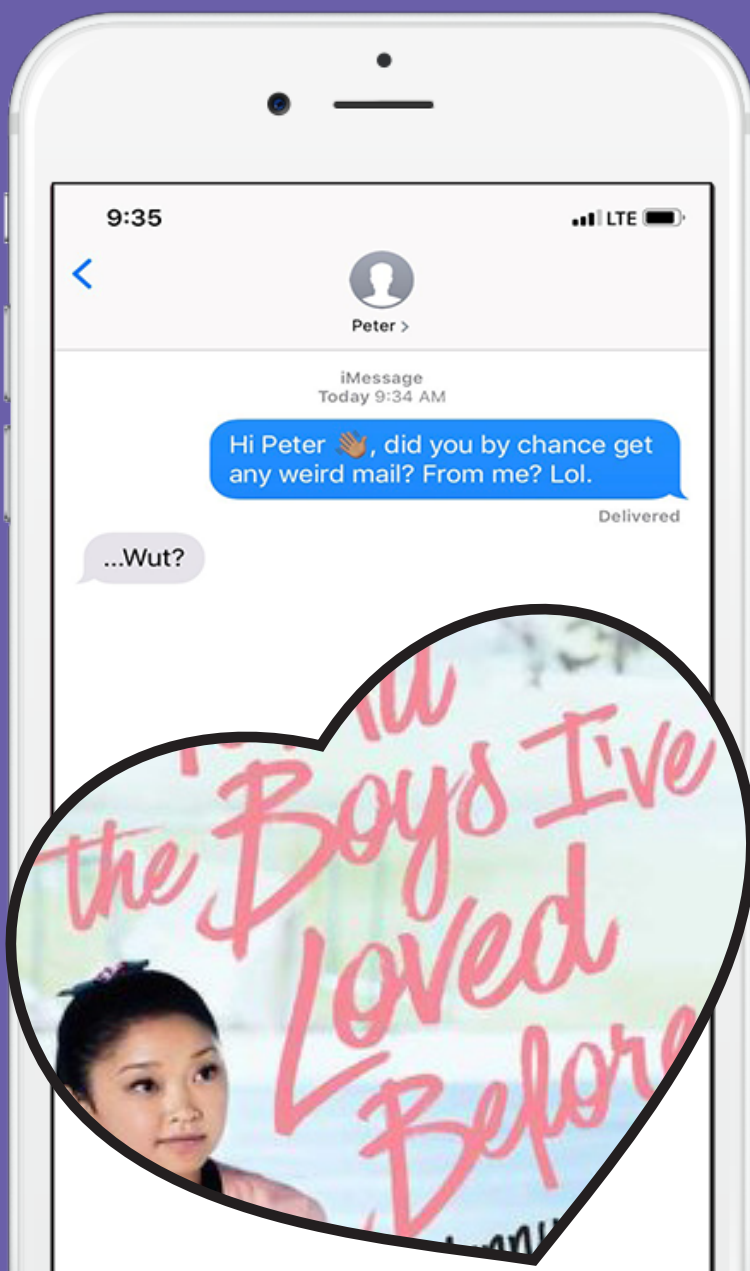 9:35
LTE
Peter >
iMessage
Today 9:34 AM
Hi Peter 👋🏽, did you by chance get
any weird mail? From me? Lol.
Delivered
...Wut?
All
the Boys I've
Loved
Before